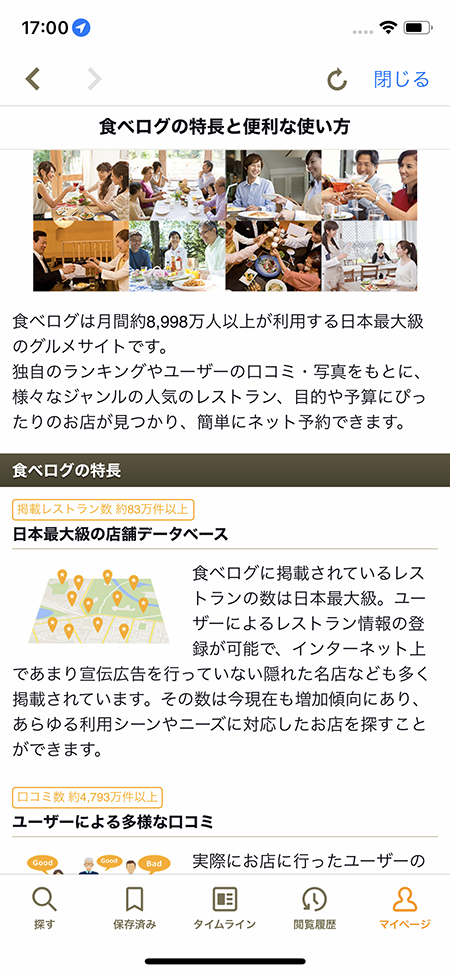 17:00
閉じる
食べログの特長と便利な使い方
食べログは月間約8,998万人以上が利用する日本最大級
のグルメサイトです。
独自のランキングやユーザーの口コミ・写真をもとに、
様々なジャンルの人気のレストラン、目的や予算にぴっ
たりのお店が見つかり、簡単にネット予約できます。
食べログの特長
掲載レストラン数 約83万件以上
日本最大級の店舗データベース
食べログに掲載されているレス
トランの数は日本最大級。ユー
ザーによるレストラン情報の登
録が可能で、インターネット上
であまり宣伝広告を行っていない隠れた名店なども多く
掲載されています。その数は今現在も増加傾向にあり、
あらゆる利用シーンやニーズに対応したお店を探すこと
ができます。
口コミ数 約4,793万件以上
ユーザーによる多様な口コミ
Good
Good
Bad
実際にお店に行ったユーザーの
探す
保存済み
タイムライン
閲覧履歴
マイページ